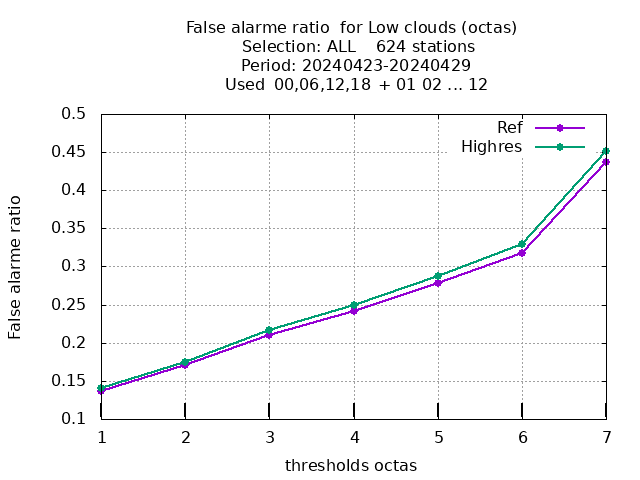 False alarme ratio  for Low clouds (octas)
Selection: ALL    624 stations
Period: 20240423-20240429
Used  00,06,12,18  + 01 02 ... 12
Ref
Highres
0.5
0.45
0.4
0.35
0.3
0.25
0.2
0.15
0.1
False alarme ratio
1 2 3 4 5 6 7
thresholds octas